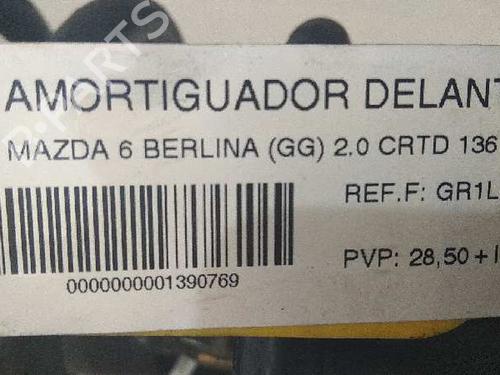 AMORTIGUADOR DELANT
MAZDA 6 BERLINA (GG) 2.0 CRTD 136
REF.F: GR1L
PVP: 28,50 + I
0000000001390769